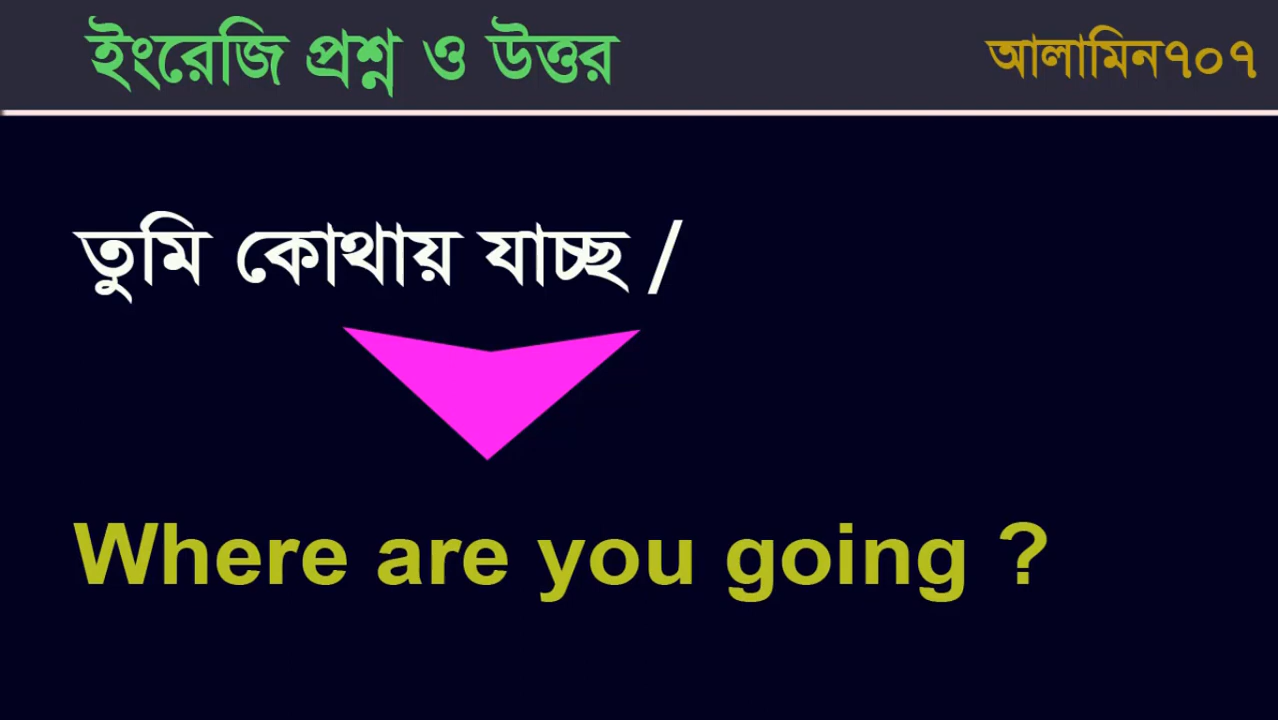 ইংরেজি প্রশ্ন ও উত্তর
আলামিন৭০৭
তুমি কোথায় যাচ্ছ /
Where are you going ?